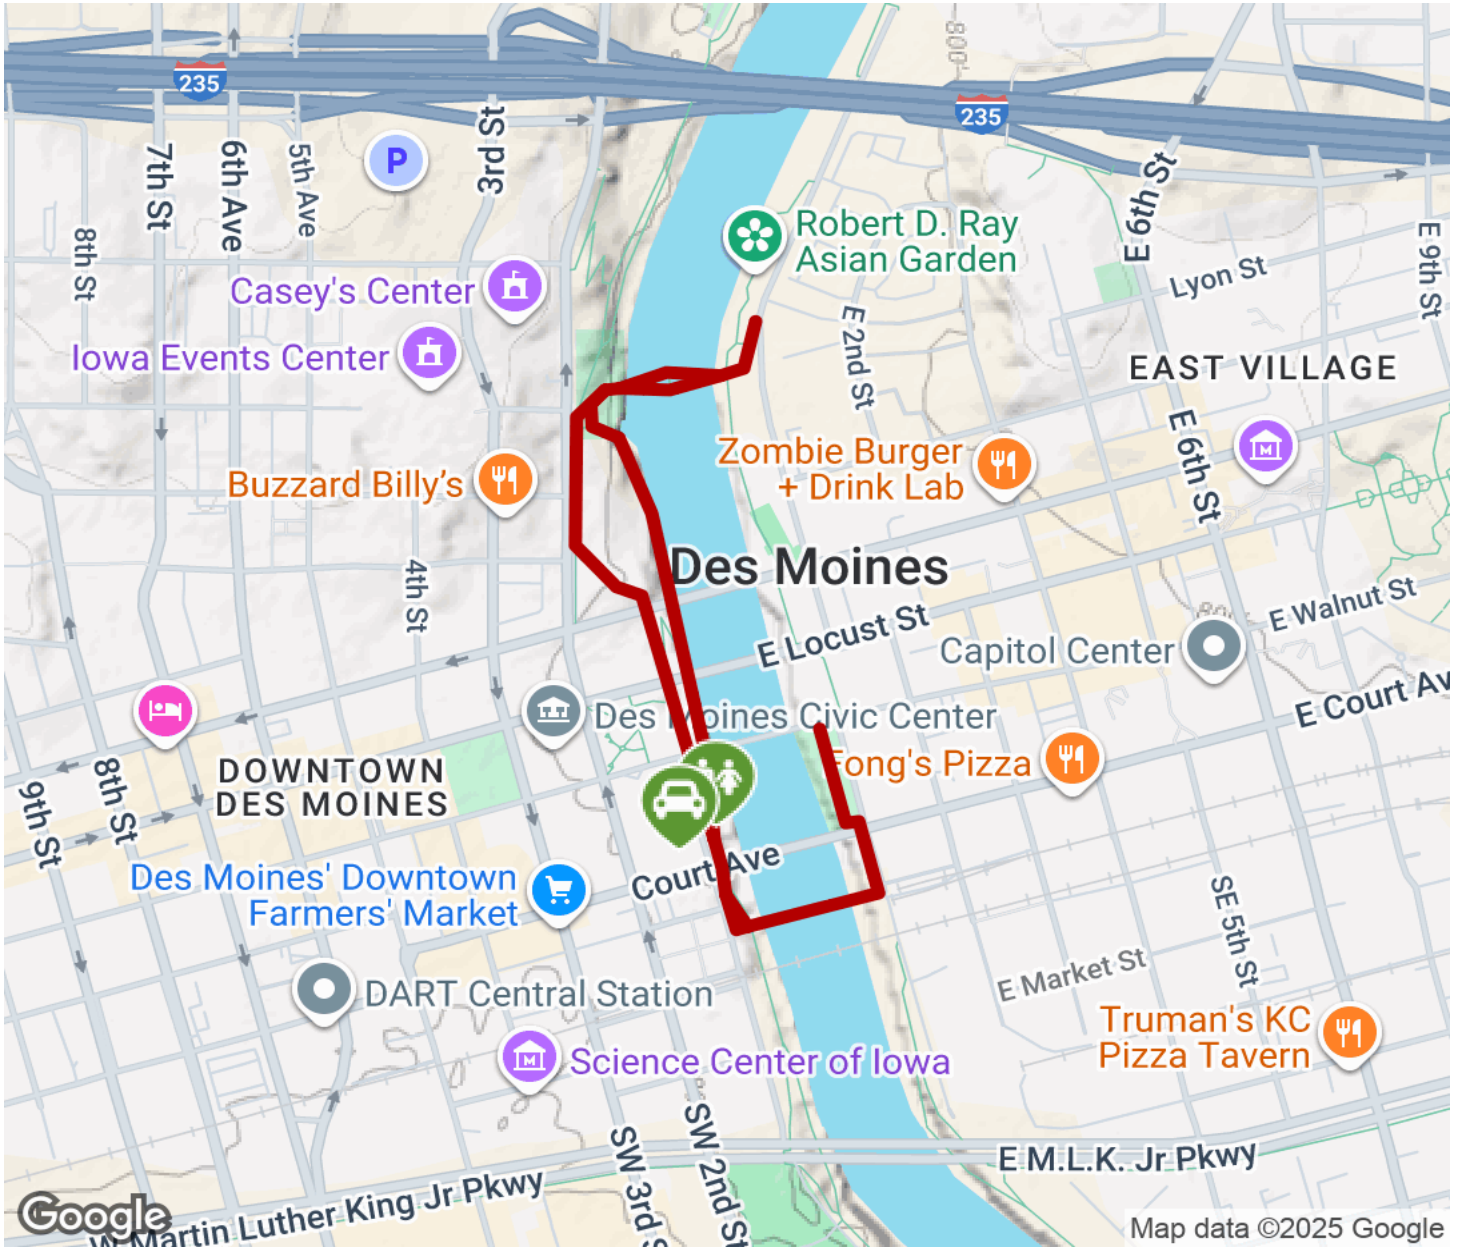 235
235
P
3rd St
7th St
6th Ave
5th Ave
8th St
800
E 6th St
E 9th St
Robert D. Ray
Asian Garden
Lyon St
Casey's Center
Iowa Events Center
E 2nd St
EAST VILLAGE
E 6th St
Zombie Burger
+ Drink Lab
Buzzard Billy's
Des Moines
4th St
E Walnut St
E Locust St
Capitol Center
E Court Av
Des Moines Civic Center
Fong's Pizza
DOWNTOWN
DES MOINES
8th St
9th St
Court Ave
Des Moines' Downtown
Farmers' Market
SE 5th St
E Market St
DART Central Station
Truman's KC
Pizza Tavern
Science Center of Iowa
SW 2nd St
SW 3rd S
E M.L.K. Jr Pkwy
W. Martin Luther King Jr Pkwy
Google
Map data ©2025 Google